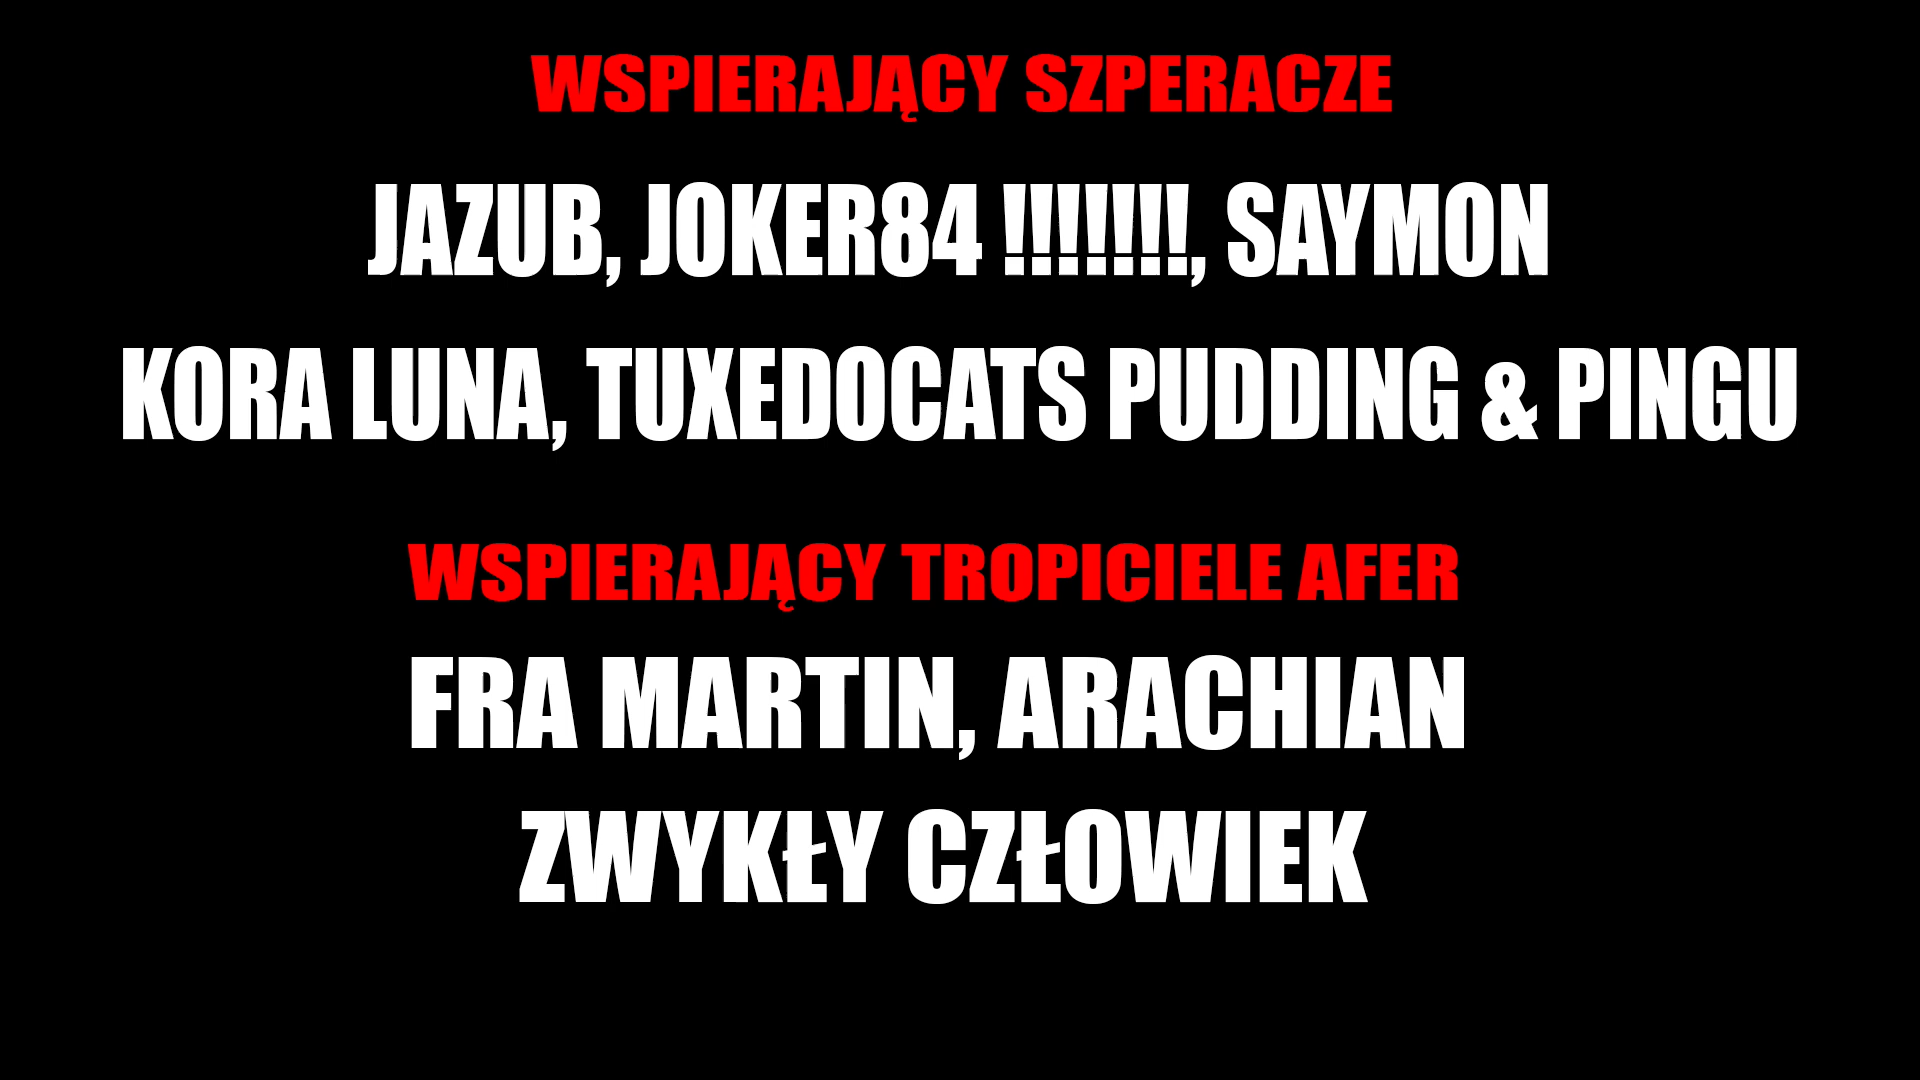 WSPIERAJĄCY SZPERACZE
JAZUB, JOKER84 !!!!!!!, SAYMON
KORA LUNA, TUXEDOCATS PUDDING & PINGU
WSPIERAJĄCY TROPICIELE AFER
FRA MARTIN, ARACHIAN
ZWYKŁY CZŁOWIEK